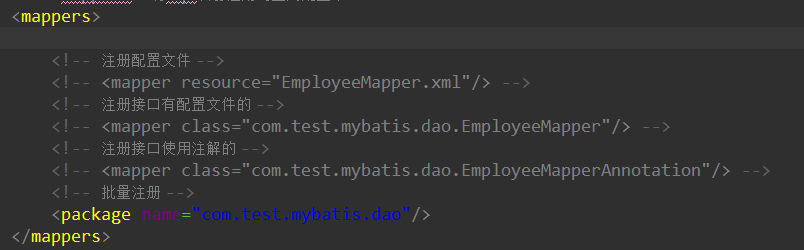 <mappers>
<!-- 注册配置文件 -->
<!-- <mapper resource="EmployeeMapper.xml"/> -->
<!-- 注册接口有配置文件的 -->
<!-- <mapper class="com.test.mybatis.dao.EmployeeMapper"/> -->
<!-- 注册接口使用注解的 -->
<!-- <mapper class="com.test.mybatis.dao.EmployeeMapperAnnotation"/> -->
<!-- 批量注册 -->
<package name="com.test.mybatis.dao"/>
</mappers>